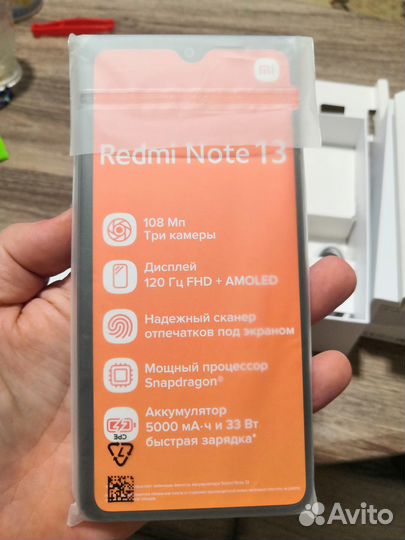 mi
Redmi Note 13
108 Мп
Три камеры
Дисплей
120 Гц FHD + AMOLED
Надежный сканер
отпечатков под экраном
Мощный процессор
Snapdragon®
Аккумулятор
5000 мА·ч и 33 Вт
быстрая зарядка*
CPE
7
Avito